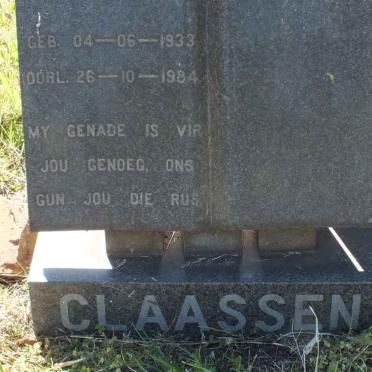 GEB. 04-06-1933
OORL. 26-10-1984
MY GENADE IS VIR
JOU GENOEG, ONS
GUN JOU DIE RUS
CLAASSEN